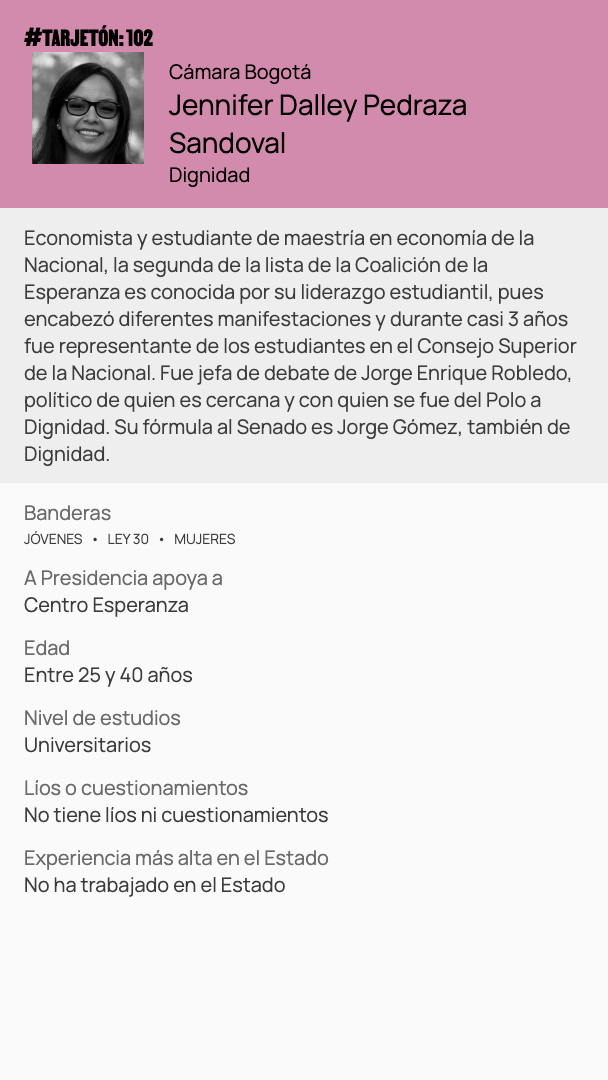 #TARJETÓN: 102
Cámara Bogotá
Jennifer Dalley Pedraza
Sandoval
Dignidad
Economista y estudiante de maestría en economía de la
Nacional, la segunda de la lista de la Coalición de la
Esperanza es conocida por su liderazgo estudiantil, pues
encabezó diferentes manifestaciones y durante casi 3 años
fue representante de los estudiantes en el Consejo Superior
de la Nacional. Fue jefa de debate de Jorge Enrique Robledo,
político de quien es cercana y con quien se fue del Polo a
Dignidad. Su fórmula al Senado es Jorge Gómez, también de
Dignidad.
Banderas
JÓVENES • LEY 30 • MUJERES
A Presidencia apoya a
Centro Esperanza
Edad
Entre 25 y 40 años
Nivel de estudios
Universitarios
Líos o cuestionamientos
No tiene líos ni cuestionamientos
Experiencia más alta en el Estado
No ha trabajado en el Estado